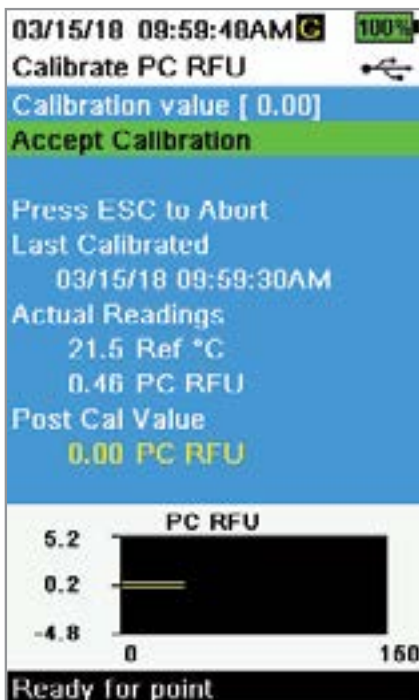 03/15/18 09:59:48AM G 100%
Calibrate PC RFU
Calibration value [ 0.00]
Accept Calibration
Press ESC to Abort
Last Calibrated
03/15/18 09:59:30AM
Actual Readings
21.5 Ref °C
0.46 PC RFU
Post Cal Value
0.00 PC RFU
PC RFU
5.2
0.2
-4.8
0
160
Ready for point